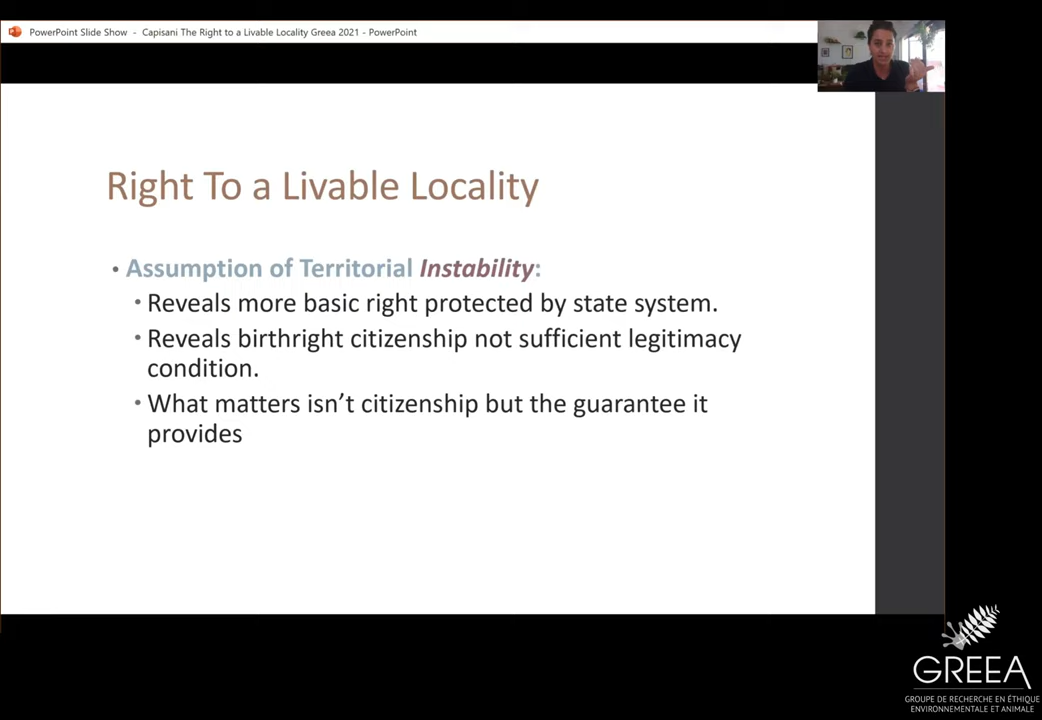 PowerPoint Slide Show - Capisani The Right to a Livable Locality Greea 2021 - PowerPoint
Right To a Livable Locality
• Assumption of Territorial Instability:
• Reveals more basic right protected by state system.
• Reveals birthright citizenship not sufficient legitimacy
condition.
• What matters isn’t citizenship but the guarantee it
provides
GREEA
GROUPE DE RECHERCHE EN ÉTHIQUE
ENVIRONNEMENTALE ET ANIMALE